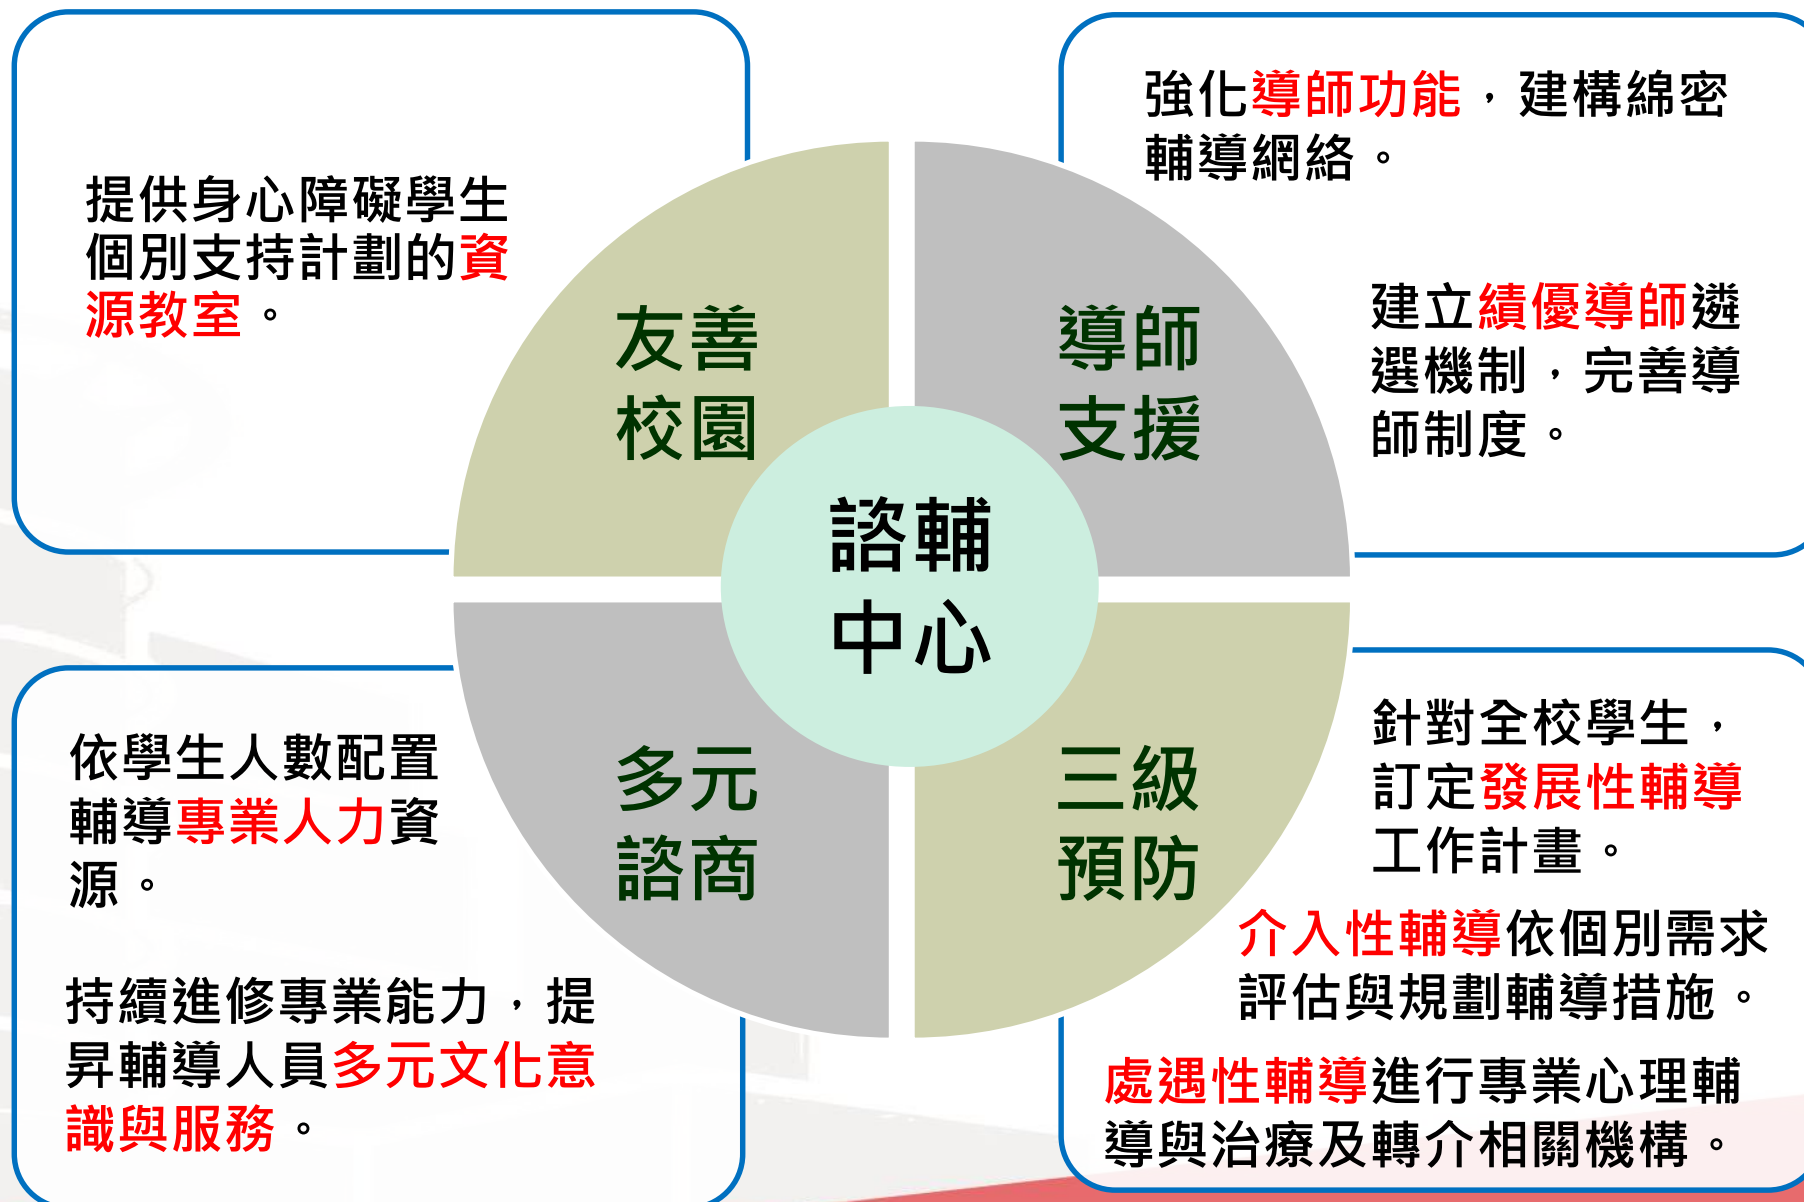 提供身心障礙學生
個別支持計劃的資
源教室。
強化導師功能，建構綿密
輔導網絡。
建立績優導師遴
選機制，完善導
師制度。
友善
校園
導師
支援
諮輔
中心
多元
諮商
三級
預防
依學生人數配置
輔導專業人力資
源。
持續進修專業能力，提
昇輔導人員多元文化意
識與服務。
針對全校學生，
訂定發展性輔導
工作計畫。
介入性輔導依個別需求
評估與規劃輔導措施。
處遇性輔導進行專業心理輔
導與治療及轉介相關機構。